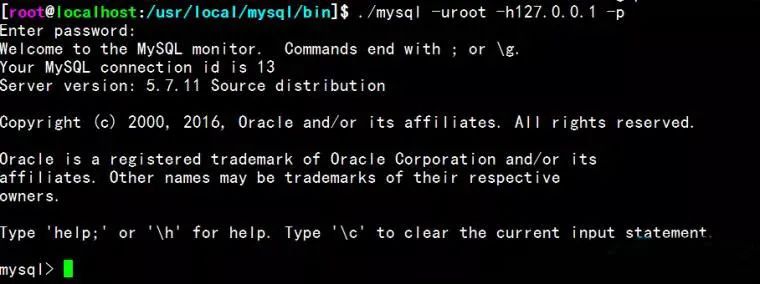 [root@localhost:/usr/local/mysql/bin]$ ./mysql -uroot -h127.0.0.1 -p
Enter password:
Welcome to the MySQL monitor.  Commands end with ; or \g.
Your MySQL connection id is 13
Server version: 5.7.11 Source distribution
Copyright (c) 2000, 2016, Oracle and/or its affiliates. All rights reserved.
Oracle is a registered trademark of Oracle Corporation and/or its
affiliates. Other names may be trademarks of their respective
owners.
Type 'help;' or '\h' for help. Type '\c' to clear the current input statement.
mysql>